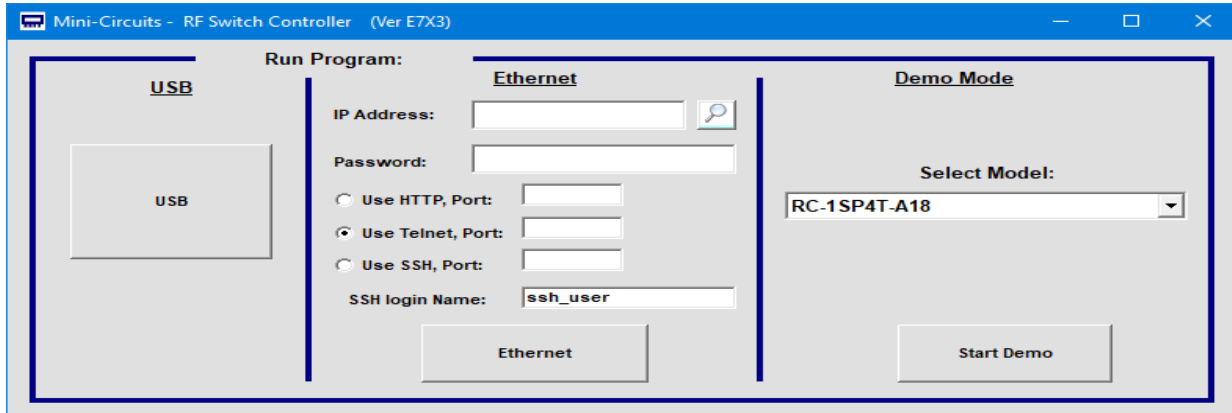 Mini-Circuits - RF Switch Controller (Ver E7X3)
Run Program:
USB
USB
Ethernet
IP Address:
Password:
Use HTTP, Port:
Use Telnet, Port:
Use SSH, Port:
SSH login Name: ssh_user
Ethernet
Demo Mode
Select Model:
RC-1SP4T-A18
Start Demo